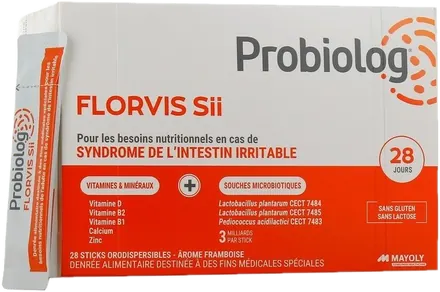 Probiolog
FLORVIS Sii
Pour les besoins nutritionnels en cas de
SYNDROME DE L'INTESTIN IRRITABLE
28
JOURS
VITAMINES & MINÉRAUX
+
SOUCHES MICROBIOTIQUES
Vitamine D
Vitamine B2
Vitamine B1
Calcium
Zinc
Lactobacillus plantarum CECT 7484
Lactobacillus plantarum CECT 7485
Pediococcus acidilactici CECT 7483
3 MILLIARDS
PAR STICK
SANS GLUTEN
SANS LACTOSE
28 STICKS ORODISPERSIBLES - ARÔME FRAMBOISE
DENRÉE ALIMENTAIRE DESTINÉE À DES FINS MÉDICALES SPÉCIALES
MAYOLY
Probiolog
FLORVIS Sii